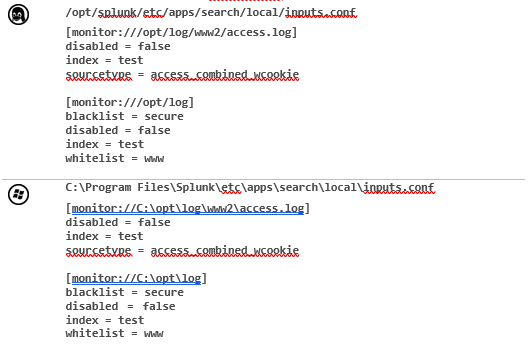 /opt/splunk/etc/apps/search/local/inputs.conf
[monitor:///opt/log/www2/access.log]
disabled = false
index = test
sourcetype = access_combined_wcookie
[monitor:///opt/log]
blacklist = secure
disabled = false
index = test
whitelist = www
C:\Program Files\Splunk\etc\apps\search\local\inputs.conf
[monitor://C:\opt\log\www2\access.log]
disabled = false
index = test
sourcetype = access_combined_wcookie
[monitor://C:\opt\log]
blacklist = secure
disabled = false
index = test
whitelist = www